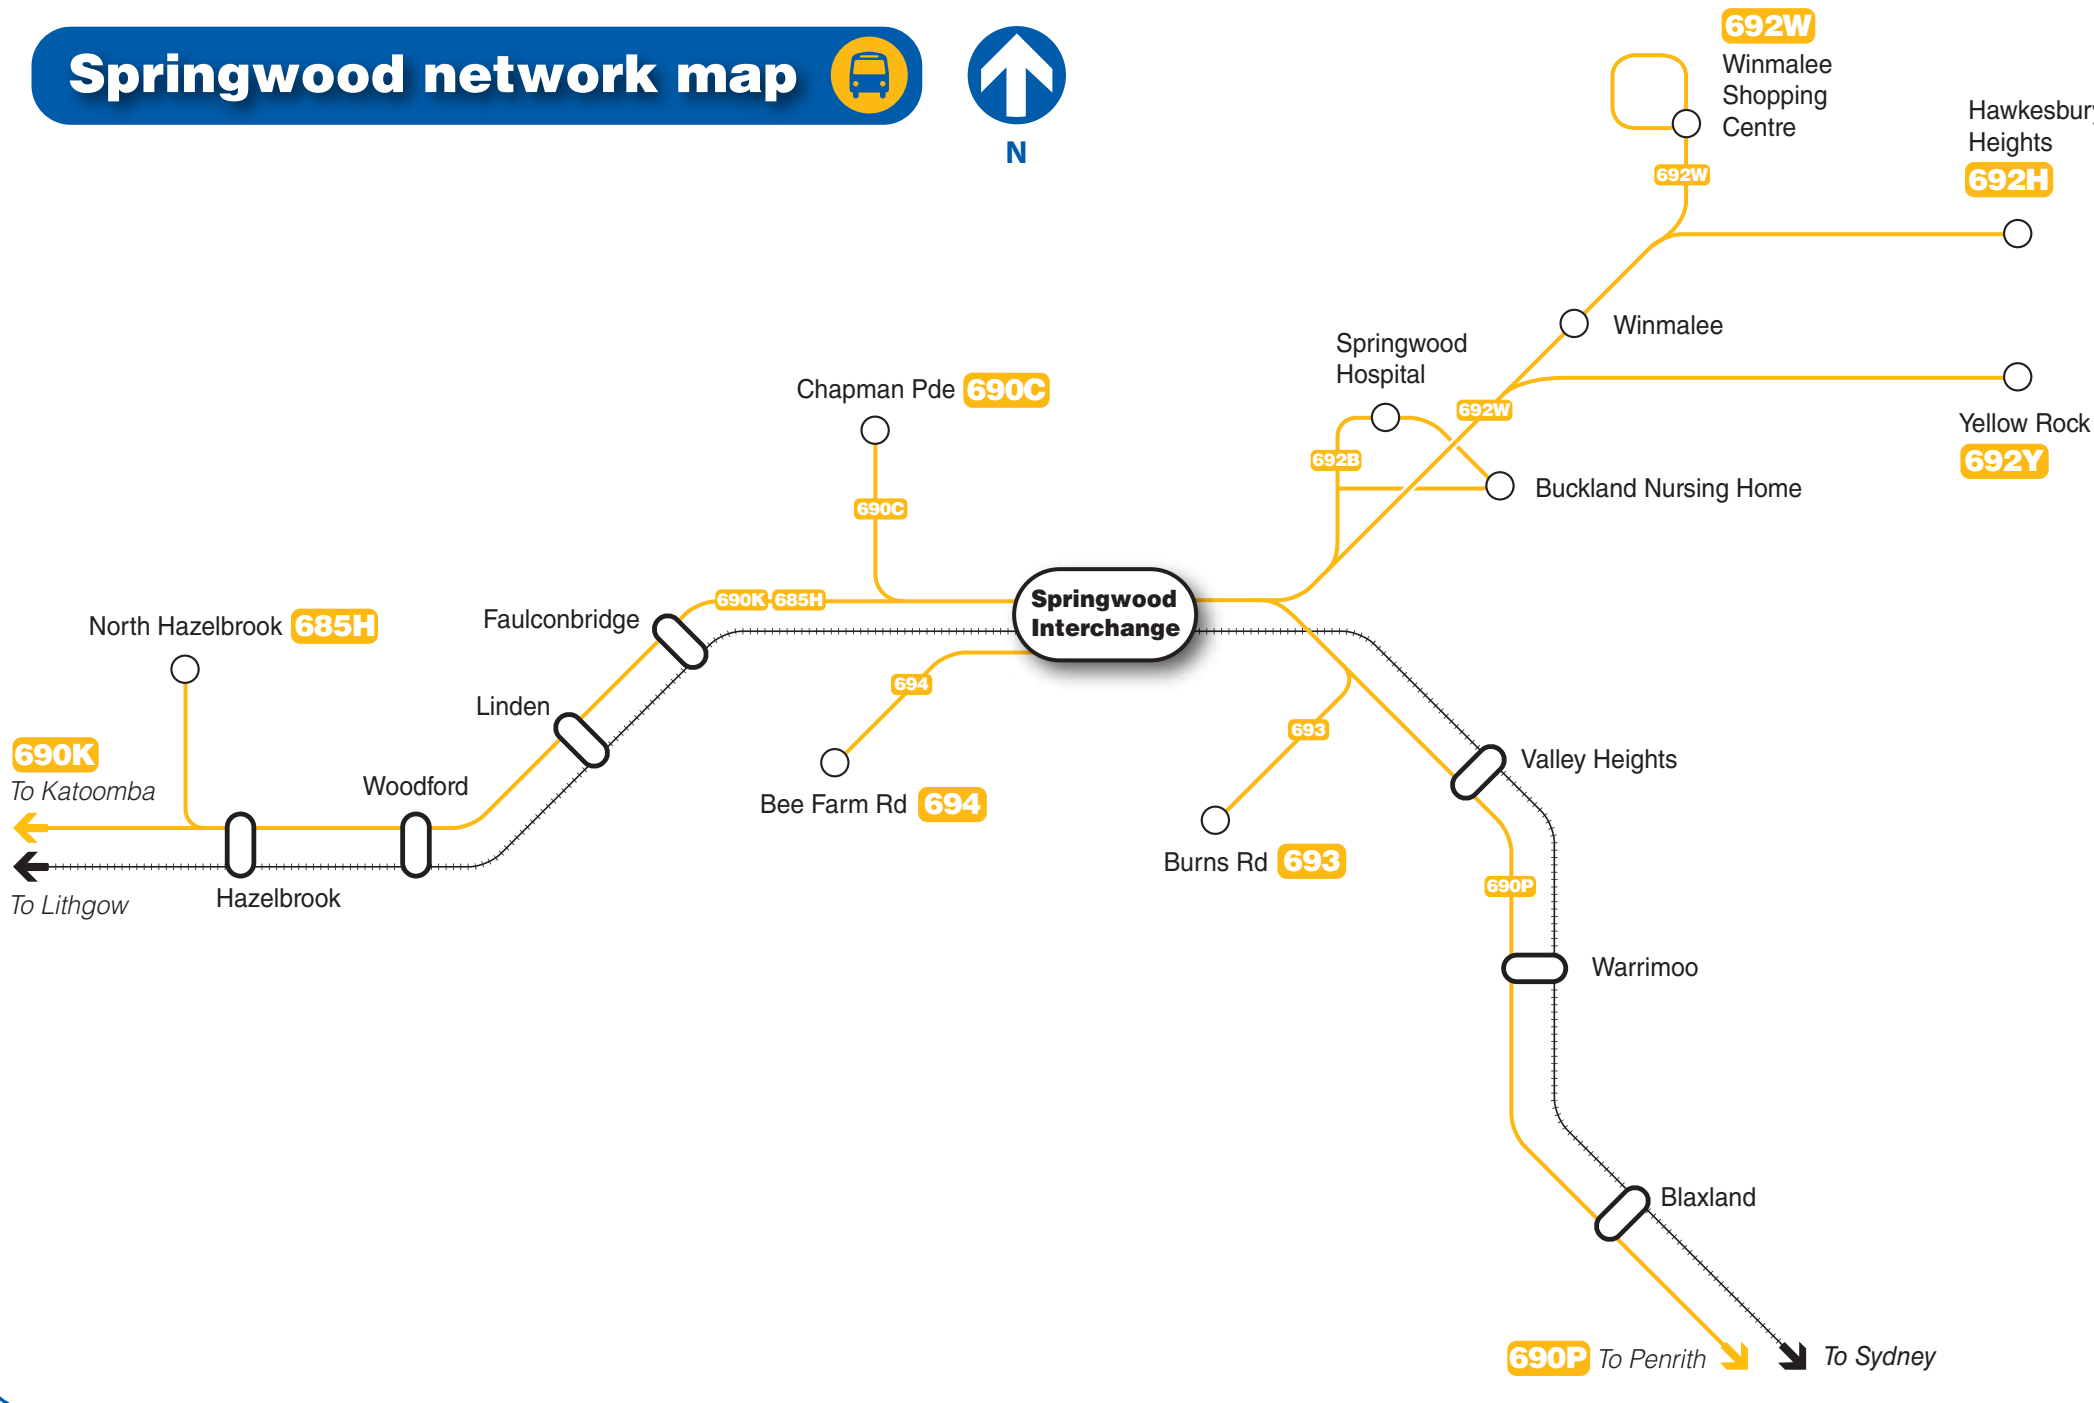 Springwood network map
N
692W
Winmalee
Shopping
Centre
Hawkesbury
Heights
692H
692W
Winmalee
Springwood
Hospital
Chapman Pde 690C
692W
Yellow Rock
692Y
692B
Buckland Nursing Home
690C
Springwood
Interchange
690K 685H
Faulconbridge
North Hazelbrook 685H
694
Linden
693
690K
To Katoomba
Woodford
Valley Heights
Bee Farm Rd 694
Burns Rd 693
To Lithgow
Hazelbrook
690P
Warrimoo
Blaxland
690P To Penrith
To Sydney